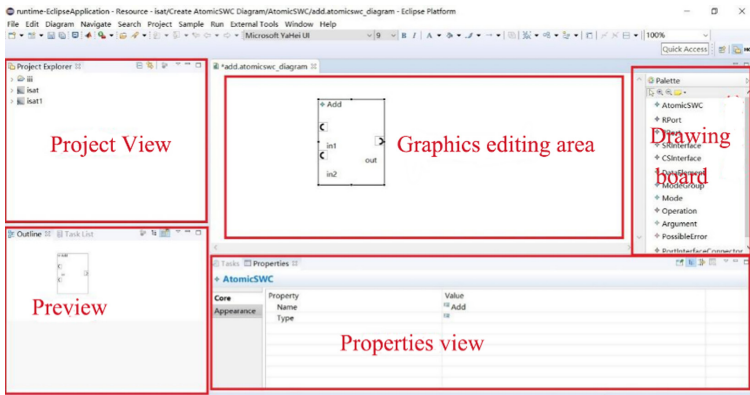 runtime-EclipseApplication - Resource - isat/Create AtomicSWC Diagram/AtomicSWC/add.atomicswc_diagram - Eclipse Platform
File Edit Diagram Navigate Search Project Sample Run External Tools Window Help
Microsoft YaHei UI 9 B I A 100%
Quick Access
Project Explorer
iii
isat
isat1
Project View
*add.atomicswc_diagram
Add
in1
out
in2
Graphics editing area
Palette
AtomicSWC
RPort
SRInterface
CSInterface
DataElement
ModeGroup
Mode
Operation
Argument
PossibleError
PortInterfaceConnector
Drawing
board
Outline Task List
Preview
Tasks Properties
AtomicSWC
Core
Appearance
Property Value
Name Add
Type
Properties view